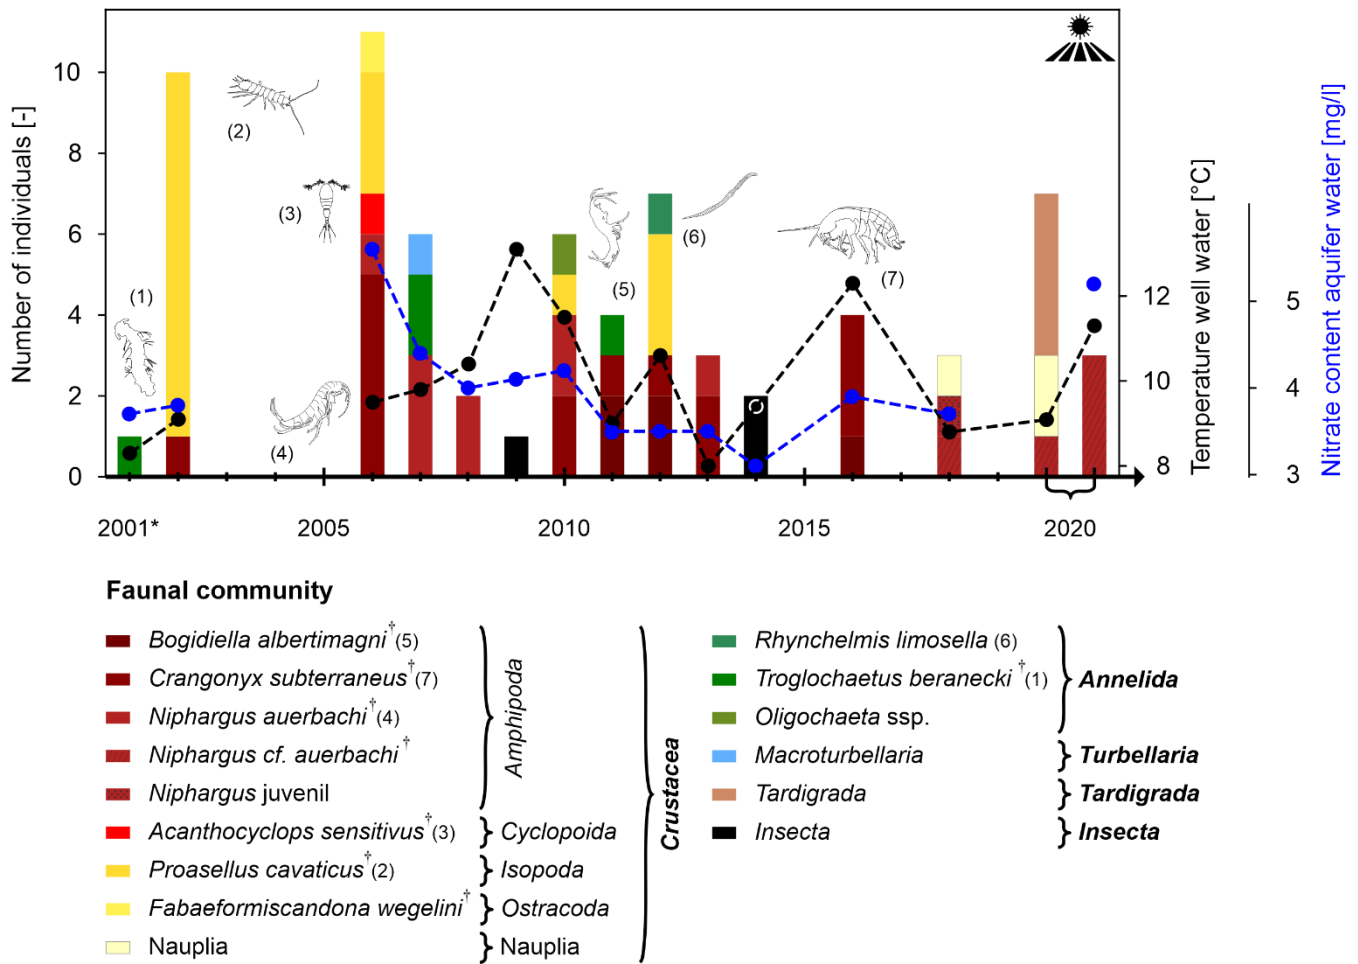 Number of individuals [-]
10
8
6
4
2
0
(1)
(2)
(3)
(4)
(5)
(6)
(7)
2001*
2005
2010
2015
2020
12
10
8
Temperature well water [°C]
5
4
3
Nitrate content aquifer water [mg/l]
Faunal community
Bogidiella albertimagni†(5)
Crangonyx subterraneus†(7)
Niphargus auerbachi†(4)
Niphargus cf. auerbachi†
Niphargus juvenil
Amphipoda
Acanthocyclops sensitivus†(3)
Cyclopoida
Proasellus cavaticus†(2)
Isopoda
Fabaeformiscandona wegelini†
Ostracoda
Nauplia
Nauplia
Crustacea
Rhynchelmis limosella (6)
Troglochaetus beranecki †(1)
Oligochaeta ssp.
Annelida
Macroturbellaria
Turbellaria
Tardigrada
Tardigrada
Insecta
Insecta